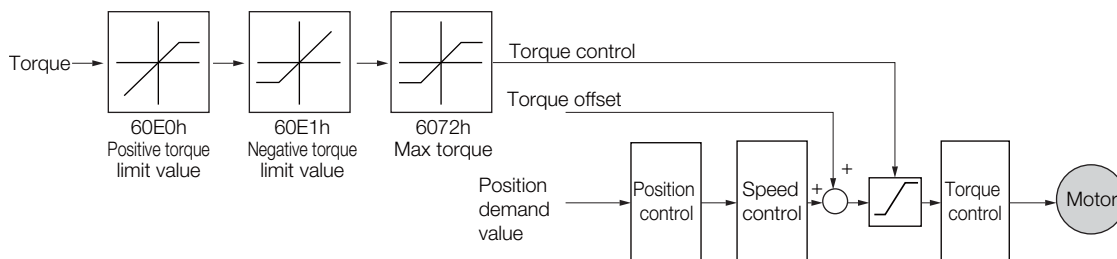 Torque
60E0h
Positive torque
limit value
60E1h
Negative torque
limit value
6072h
Max torque
Torque control
Torque offset
Position
demand
value
Position
control
Speed
control
+
+
Torque
control
Motor